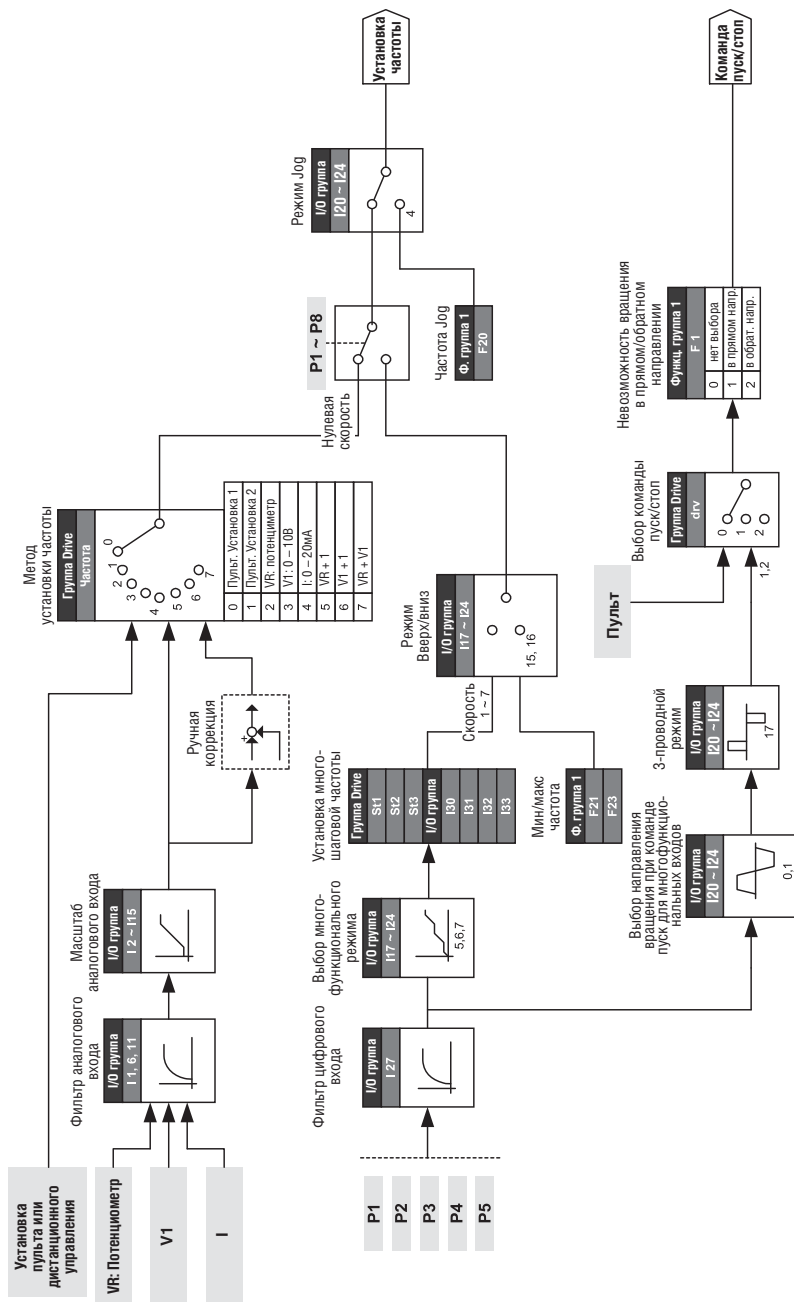 Установка
пульта или
дистанционного
управления
VR: Потенциометр
V1
I
Фильтр аналогового
входа
I/O группа
I 1, 6, 11
Масштаб
аналогового входа
I/O группа
I 2 ~ I15
Ручная
коррекция
+
Метод
установки частоты
Группа Drive
Частота
0
1
2
3
4
5
6
7
0 Пульт. Установка 1
1 Пульт. Установка 2
2 VR: потенциметр
3 V1: 0 – 10В
4 I: 0 – 20мА
5 VR + 1
6 V1 + 1
7 VR + V1
Нулевая
скорость
P1 ~ P8
Режим Jog
I/O группа
I20 ~ I24
4
Установка
частоты
Частота Jog
Ф. группа 1
F20
P1
P2
P3
P4
P5
Фильтр цифрового
входа
I/O группа
I 27
Выбор много-
функционального
режима
I/O группа
I17 ~ I24
5,6,7
Установка много-
шаговой частоты
Группа Drive
St1
St2
St3
I/O группа
I30
I31
I32
I33
Скорость
1 ~ 7
Мин/макс
частота
Ф. группа 1
F21
F23
Режим
Вверх/вниз
I/O группа
I17 ~ I24
15, 16
Выбор направления
вращения при команде
пуск для многофункцио-
нальных входов
I/O группа
I20 ~ I24
0,1
3-проводной
режим
I/O группа
I20 ~I24
17
Пульт
1,2
Выбор команды
пуск/стоп
Группа Drive
drv
0
1
2
Невозможность вращения
в прямом/обратном
направлении
Функц. группа 1
F 1
0 нет выбора
1 в прямом напр.
2 в обрат. напр.
Команда
пуск/стоп